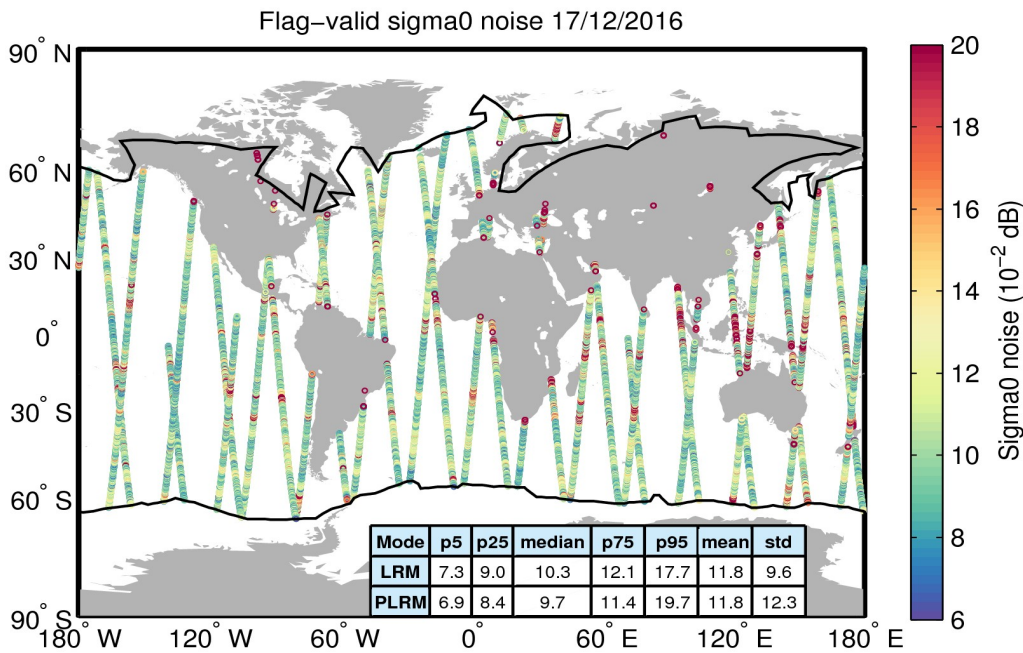 Flag−valid sigma0 noise 17/12/2016
90° N
60° N
30° N
0°
30° S
60° S
90° S
180° W
120° W
60° W
0°
60° E
120° E
180° E
Mode p5 p25 median p75 p95 mean std
LRM 7.3 9.0 10.3 12.1 17.7 11.8 9.6
PLRM 6.9 8.4 9.7 11.4 19.7 11.8 12.3
20
18
16
14
12
10
8
6
Sigma0 noise (10⁻² dB)